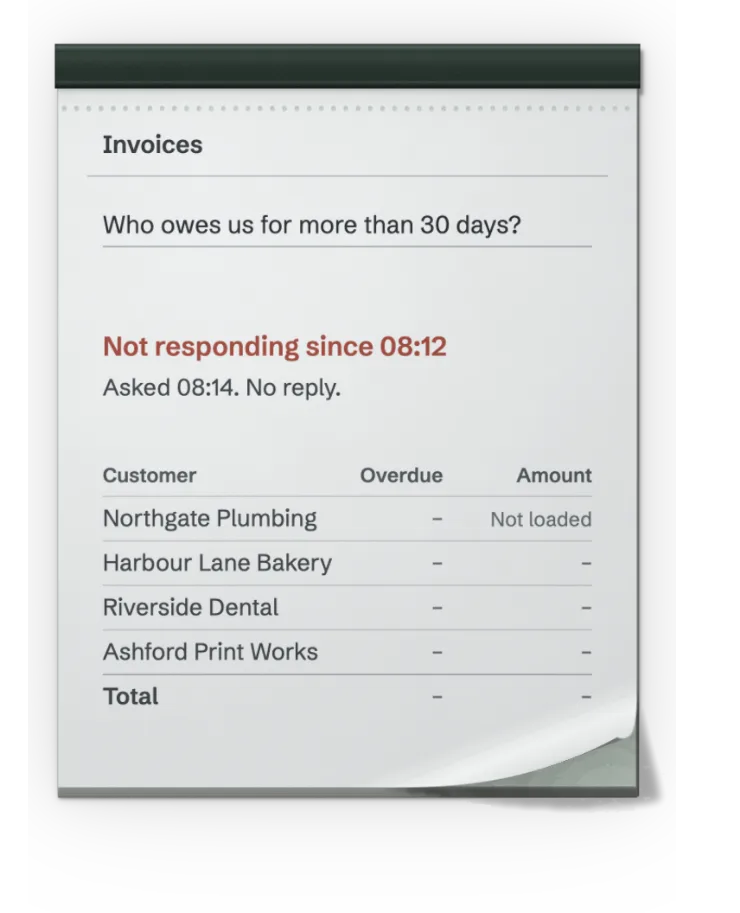 Invoices
Who owes us for more than 30 days?
Not responding since 08:12
Asked 08:14. No reply.
Customer Overdue Amount
Northgate Plumbing – Not loaded
Harbour Lane Bakery – –
Riverside Dental – –
Ashford Print Works – –
Total – –